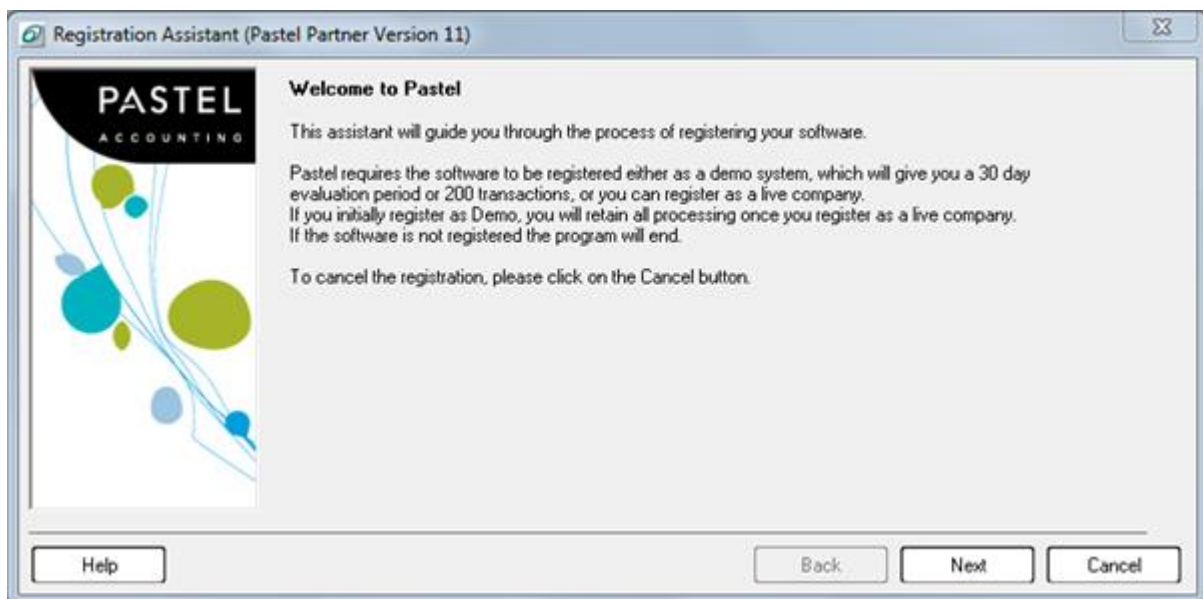 Registration Assistant (Pastel Partner Version 11)
PASTEL
ACCOUNTING
Welcome to Pastel
This assistant will guide you through the process of registering your software.
Pastel requires the software to be registered either as a demo system, which will give you a 30 day
evaluation period or 200 transactions, or you can register as a live company.
If you initially register as Demo, you will retain all processing once you register as a live company.
If the software is not registered the program will end.
To cancel the registration, please click on the Cancel button.
Help
Back
Next
Cancel